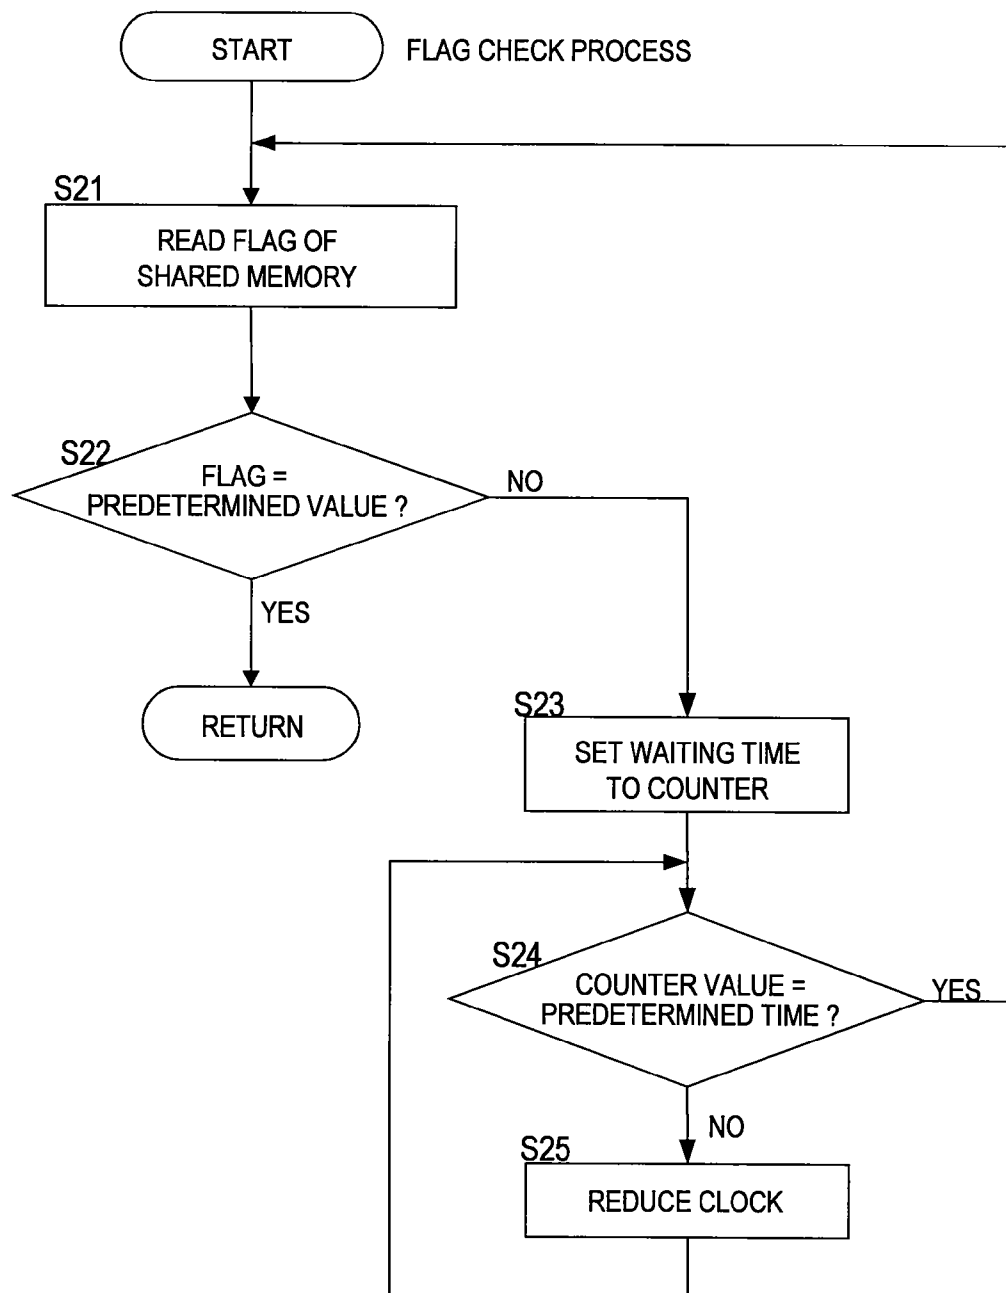 START
FLAG CHECK PROCESS
S21
READ FLAG OF
SHARED MEMORY
S22
FLAG =
PREDETERMINED VALUE ?
NO
YES
RETURN
S23
SET WAITING TIME
TO COUNTER
S24
COUNTER VALUE =
PREDETERMINED TIME ?
YES
NO
S25
REDUCE CLOCK